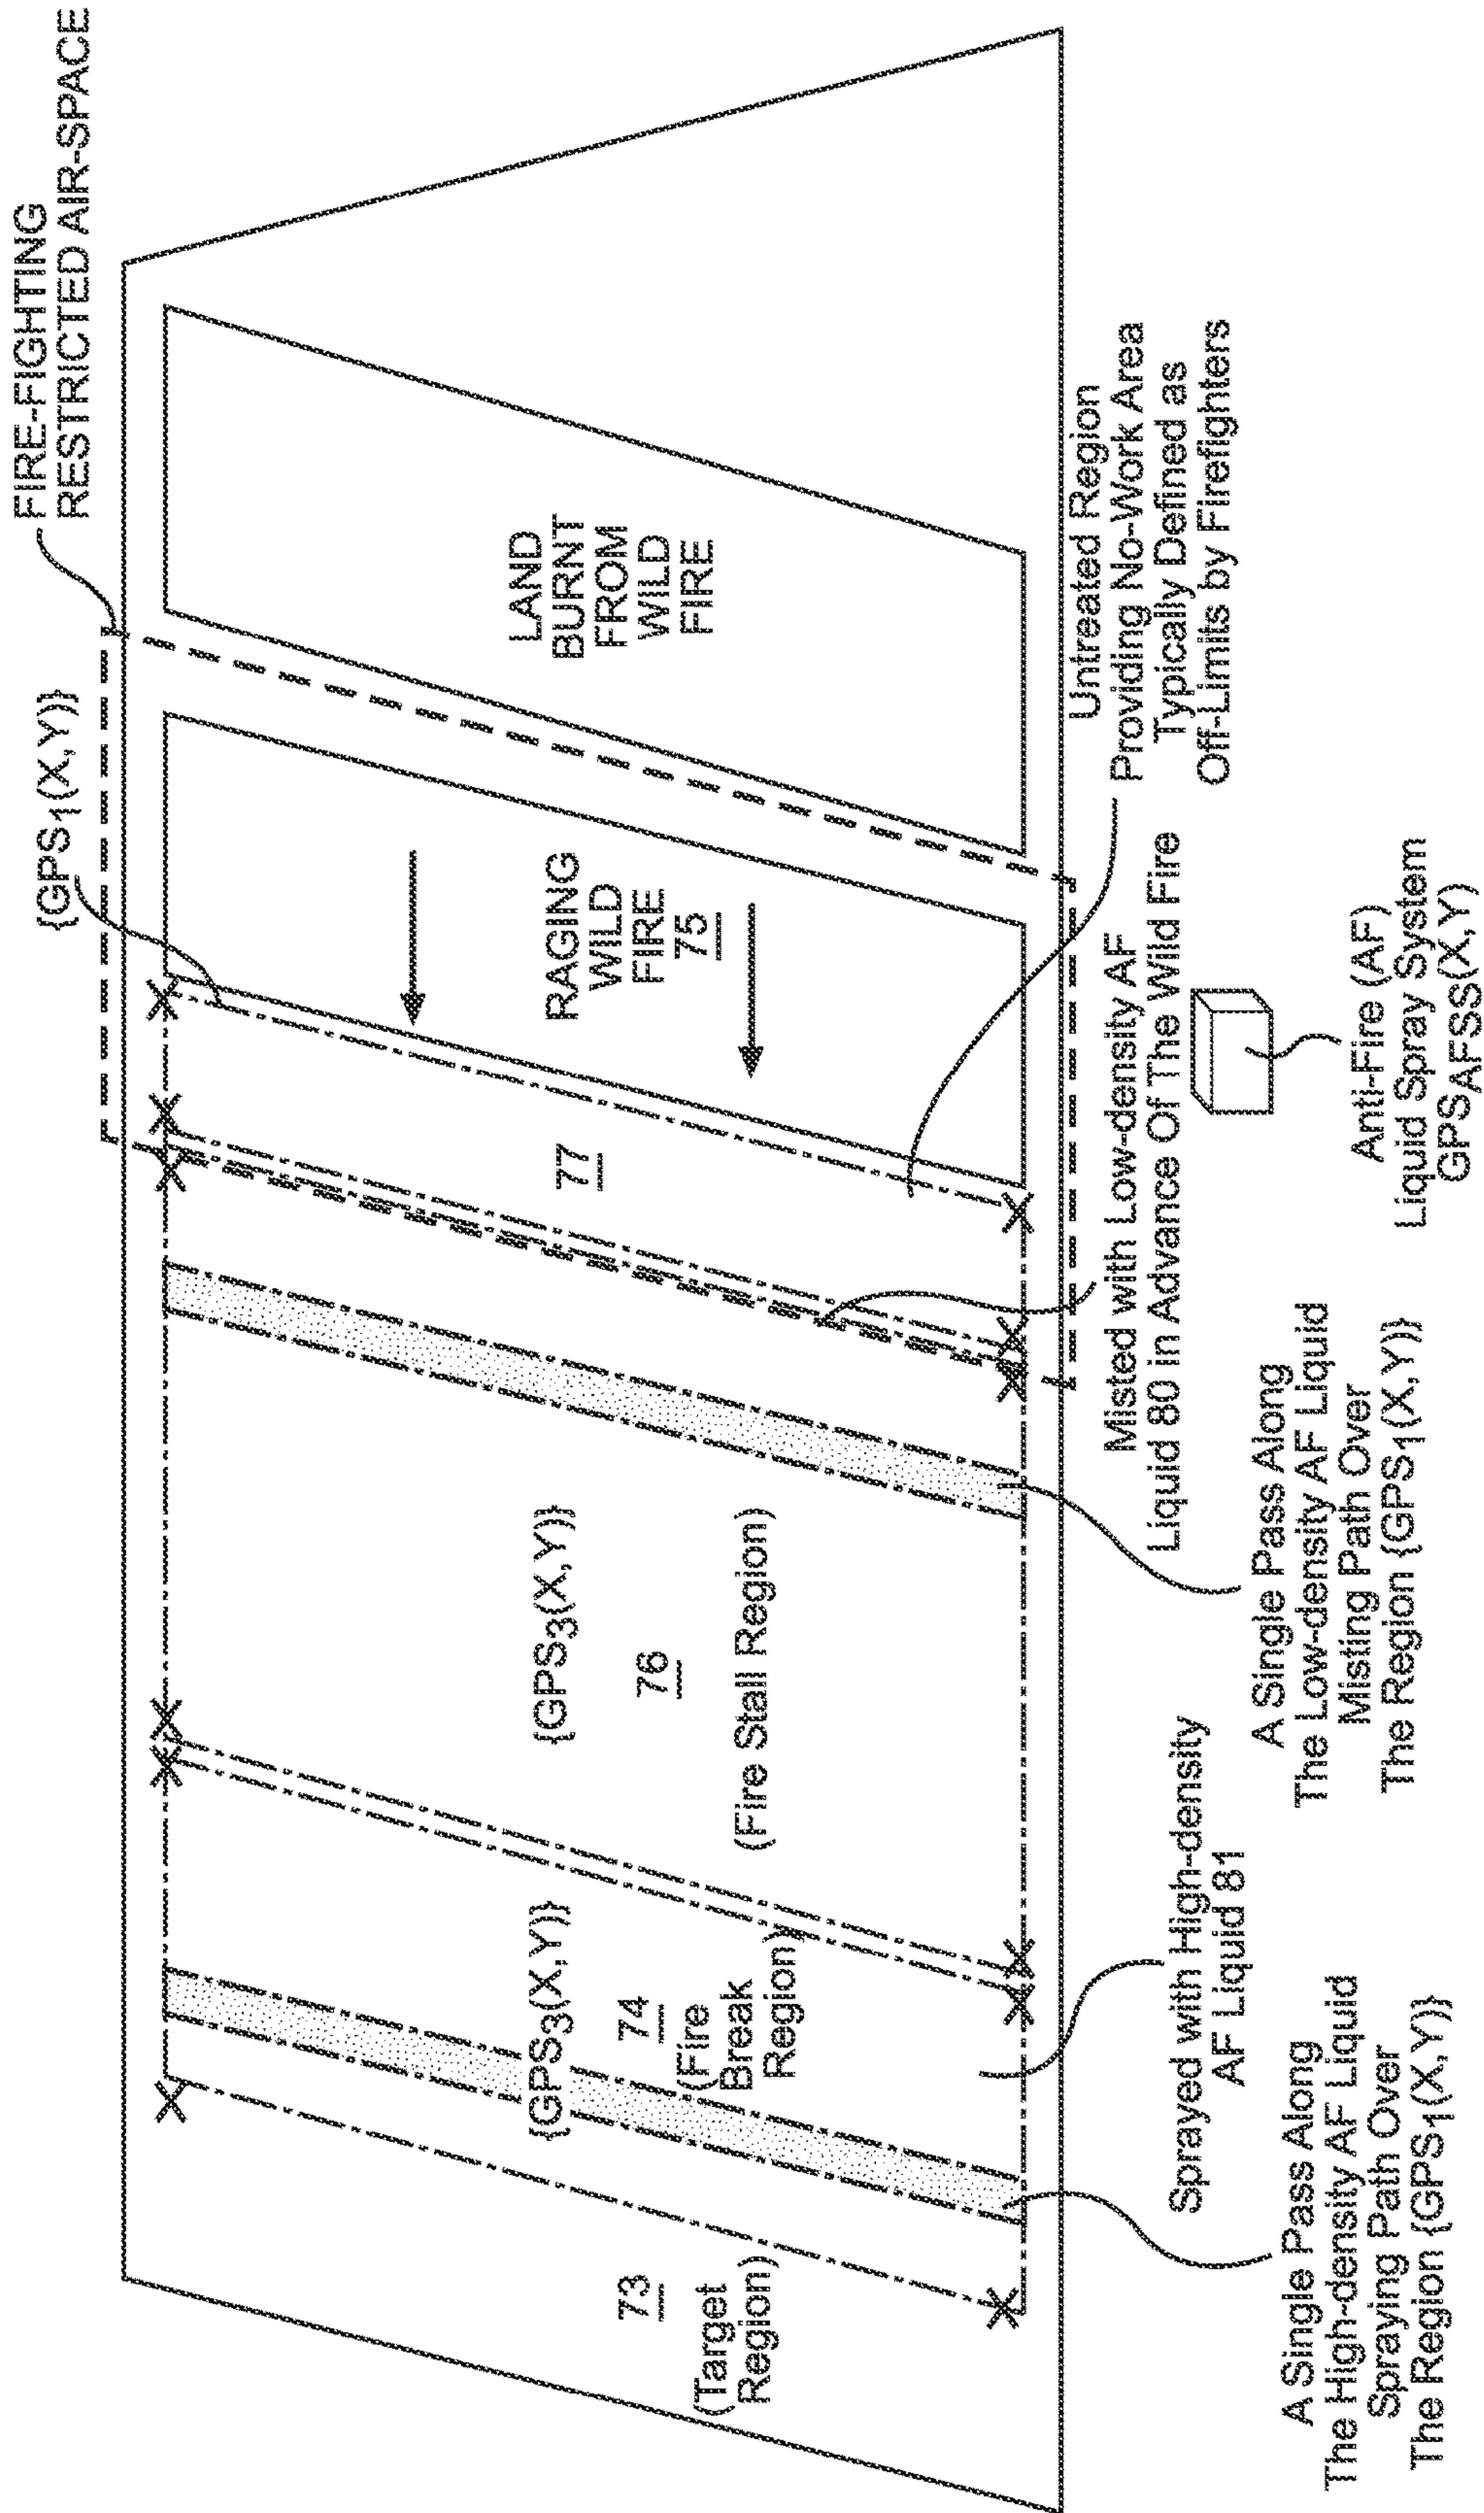 FIRE-FIGHTING
RESTRICTED AIR-SPACE
{GPS1(X,Y)}
LAND
BURNT
FROM
WILD
FIRE
RAGING
WILD
FIRE
75
77
{GPS3(X,Y)}
76
(Fire Stall Region)
{GPS3(X,Y)}
74
(Fire
Break
Region)
73
(Target
Region)
Untreated Region
Providing No-Work Area
Typically Defined as
Off-Limits by Firefighters
Misted with Low-density AF
Liquid 80 in Advance Of The Wild Fire
Anti-Fire (AF)
Liquid Spray System
GPSAFSS(X,Y)
A Single Pass Along
The Low-density AF Liquid
Misting Path Over
The Region {GPS1(X,Y)}
Sprayed with High-density
AF Liquid 81
A Single Pass Along
The High-density AF Liquid
Spraying Path Over
The Region {GPS1(X,Y)}